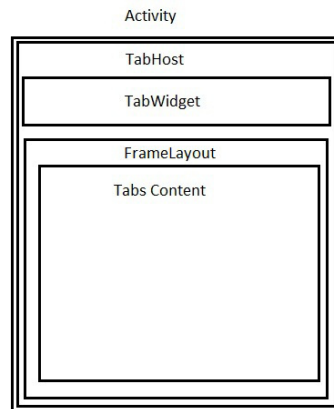 Activity
TabHost
TabWidget
FrameLayout
Tabs Content